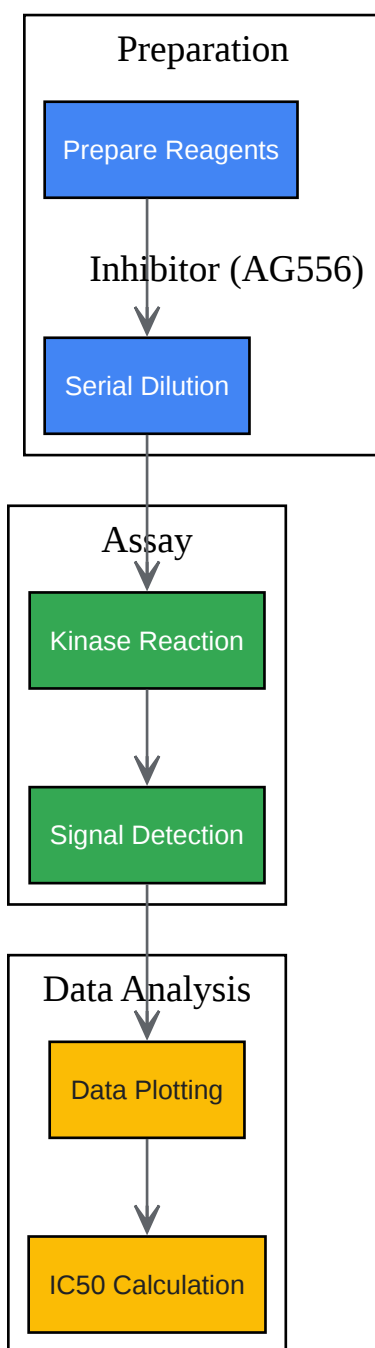 Preparation
Prepare Reagents
Inhibitor (AG556)
Serial Dilution
Assay
Kinase Reaction
Signal Detection
Data Analysis
Data Plotting
IC50 Calculation